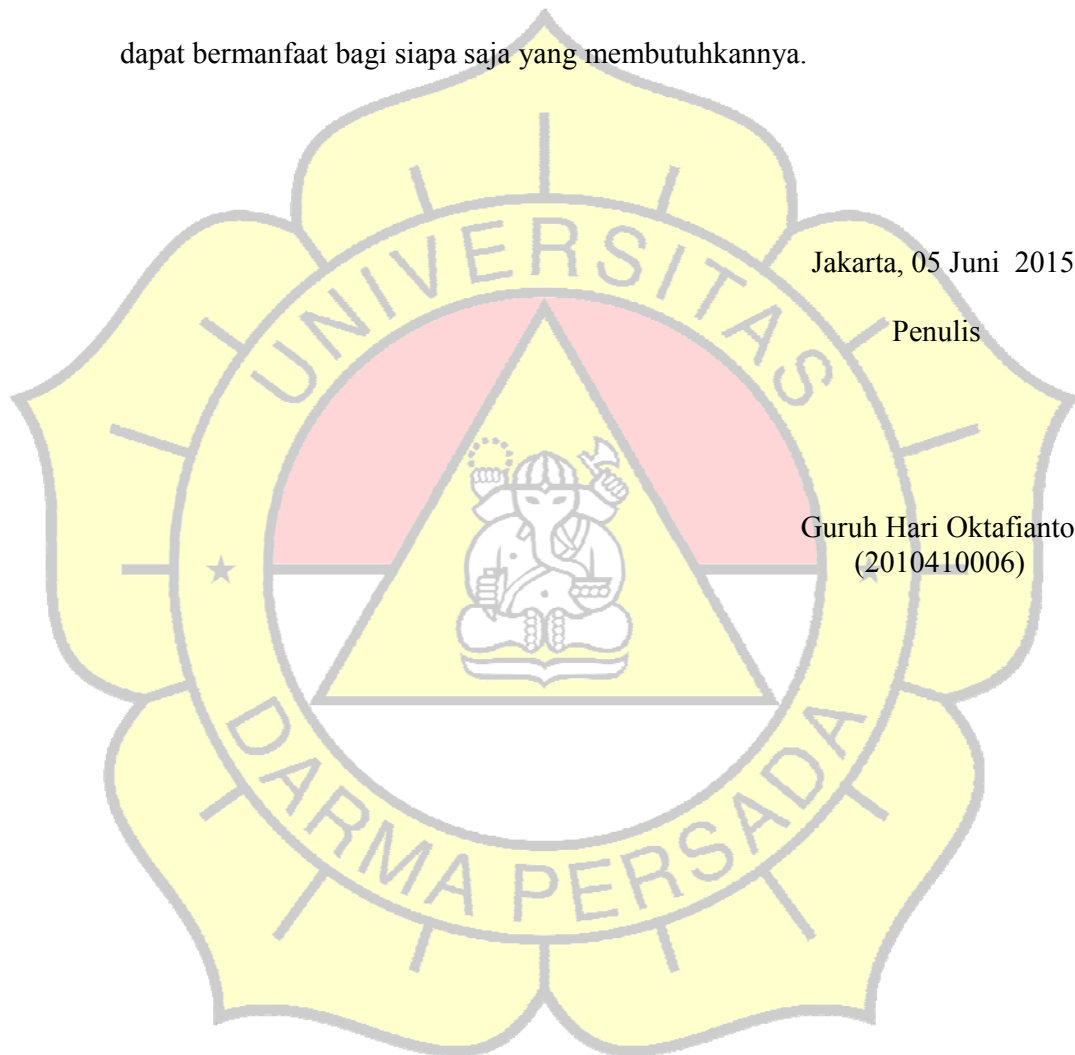 dapat bermanfaat bagi siapa saja yang membutuhkannya.
Jakarta, 05 Juni  2015
Penulis
Guruh Hari Oktafianto
(2010410006)
UNIVERSITAS
DARMA PERSADA